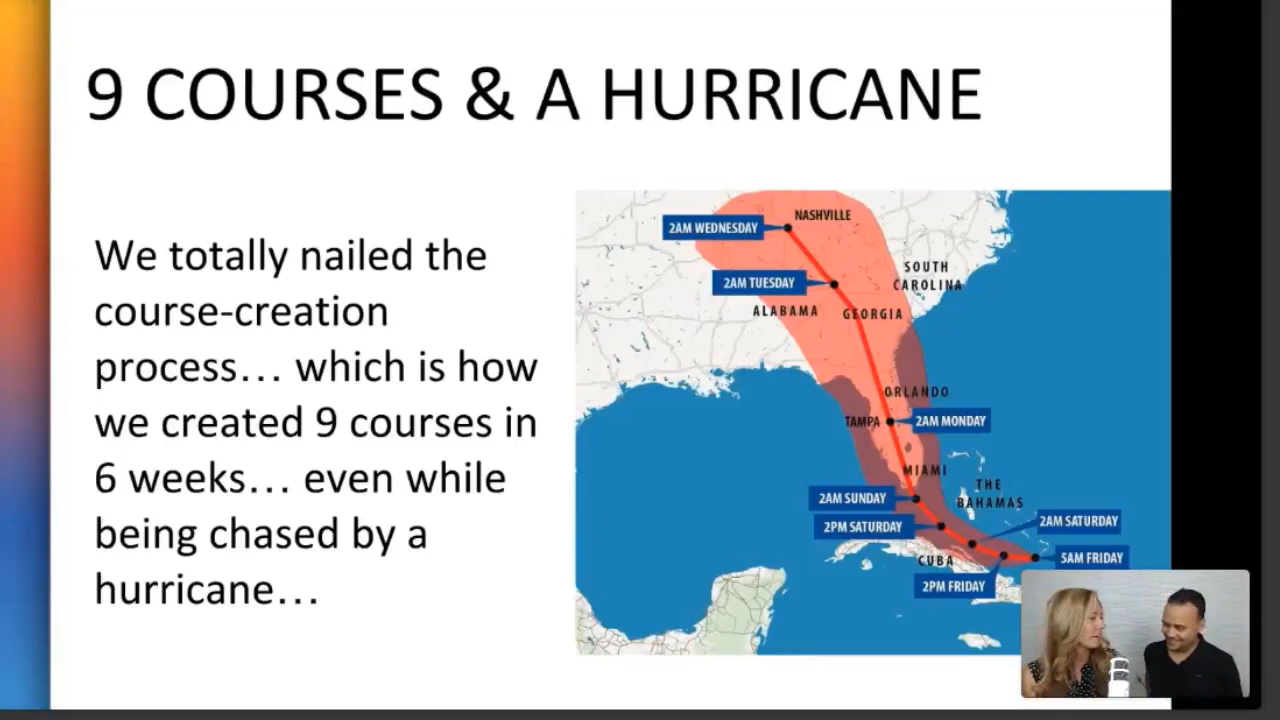 9 COURSES & A HURRICANE
We totally nailed the
course-creation
process... which is how
we created 9 courses in
6 weeks... even while
being chased by a
hurricane...
NASHVILLE
2AM WEDNESDAY
SOUTH
CAROLINA
2AM TUESDAY
ALABAMA
GEORGIA
ORLANDO
TAMPA
2AM MONDAY
MIAMI
THE
BAHAMAS
2AM SUNDAY
2PM SATURDAY
2AM SATURDAY
CUBA
5AM FRIDAY
2PM FRIDAY